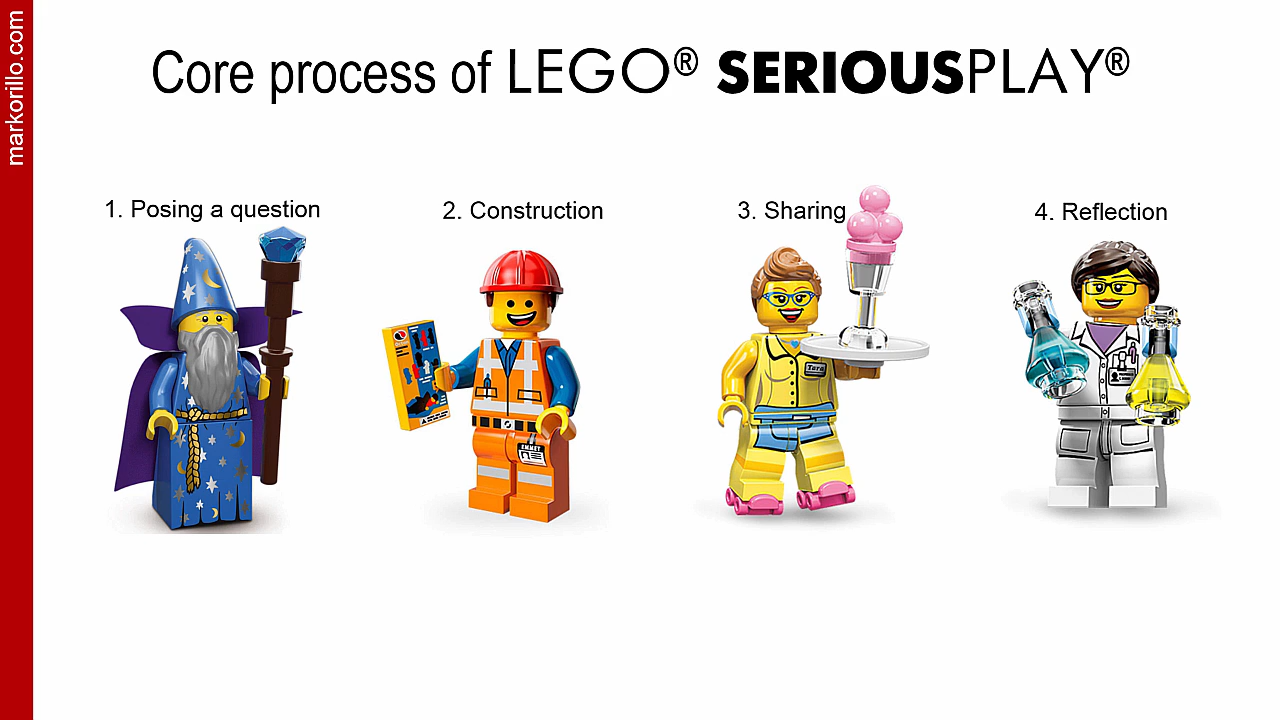 markorillo.com
Core process of LEGO® SERIOUSPLAY®
1. Posing a question
2. Construction
3. Sharing
4. Reflection
Tara
EMMET